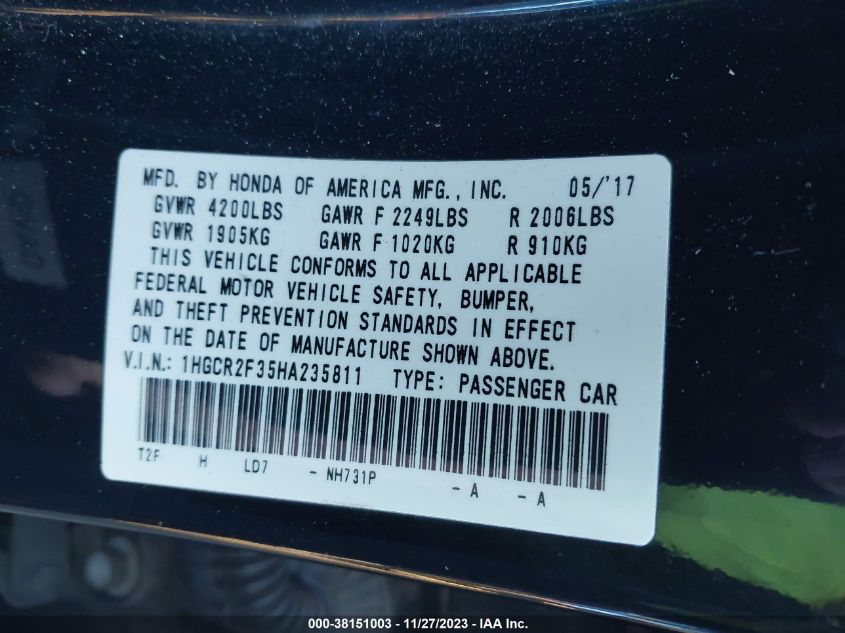 MFD. BY HONDA OF AMERICA MFG., INC. 05/'17
GVWR 4200LBS GAWR F 2249LBS R 2006LBS
GVWR 1905KG GAWR F 1020KG R 910KG
THIS VEHICLE CONFORMS TO ALL APPLICABLE
FEDERAL MOTOR VEHICLE SAFETY, BUMPER,
AND THEFT PREVENTION STANDARDS IN EFFECT
ON THE DATE OF MANUFACTURE SHOWN ABOVE.
V.I.N.: 1HGCR2F35HA235811 TYPE: PASSENGER CAR
T2F H LD7 - NH731P - A - A
000-38151003 — 11/27/2023 — IAA Inc.